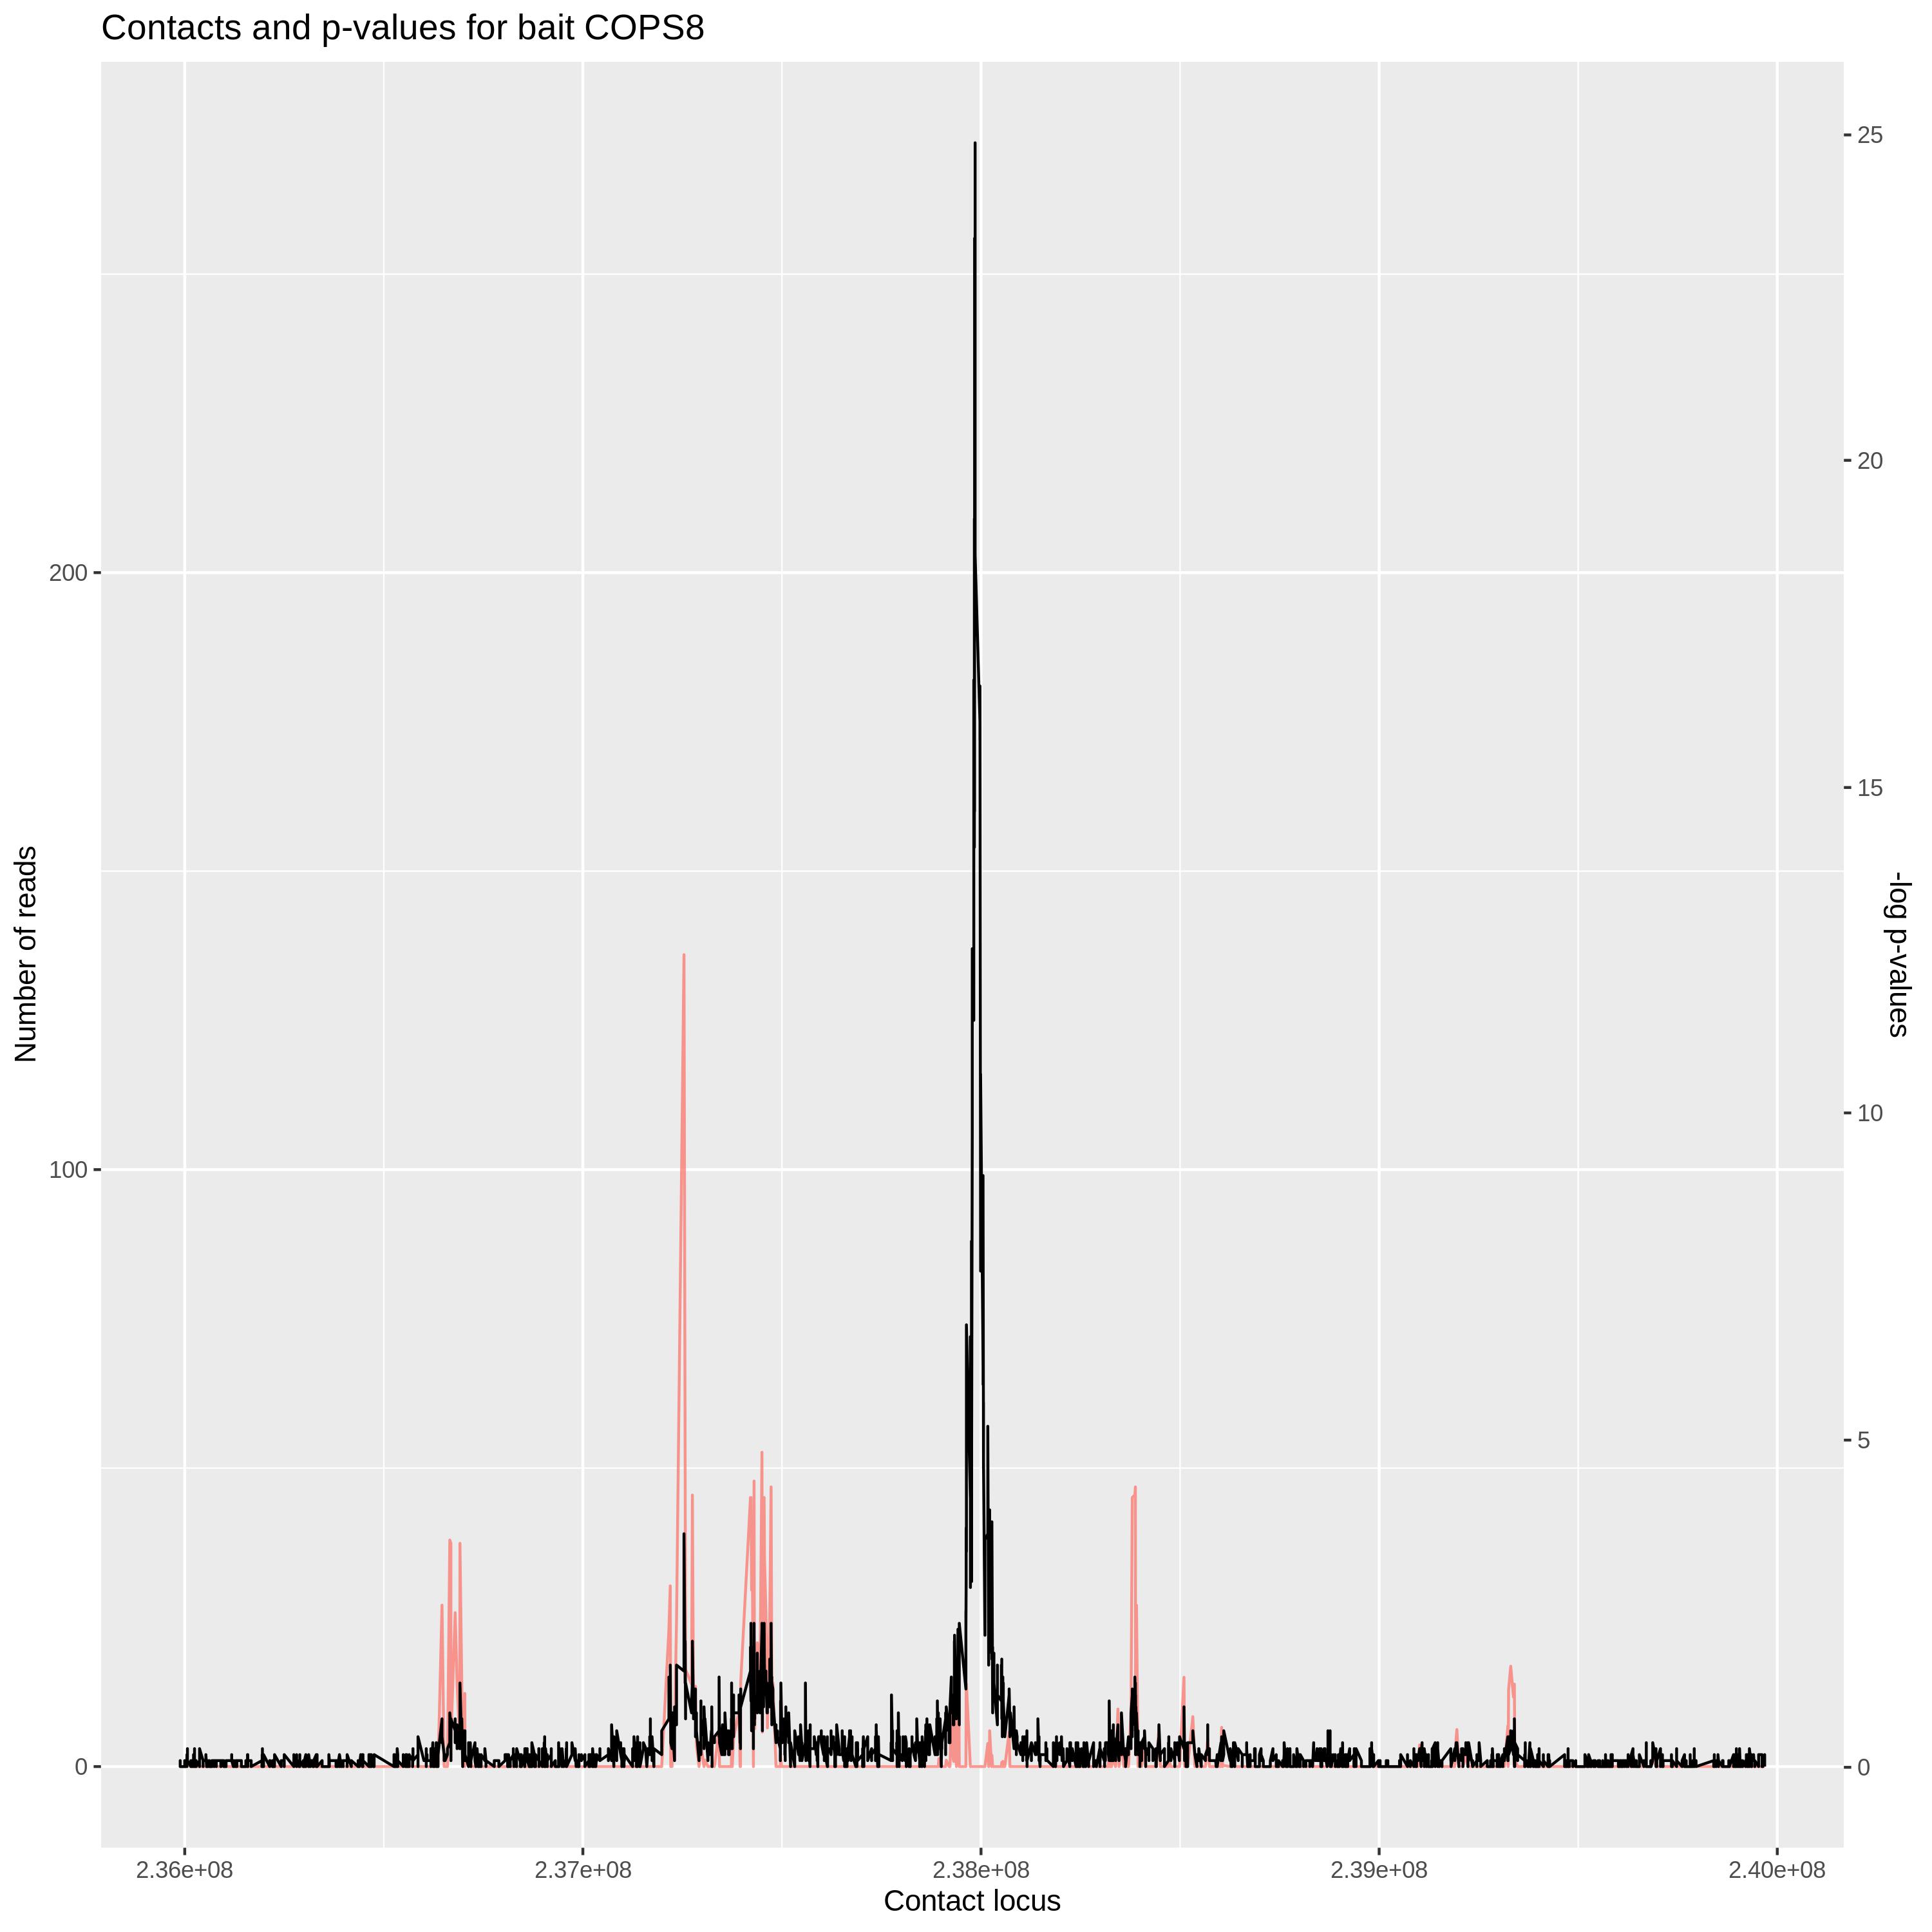 Contacts and p-values for bait COPS8
Number of reads
200
100
0
25
20
15
10
5
0
-log p-values
2.36e+08
2.37e+08
2.38e+08
2.39e+08
2.40e+08
Contact locus